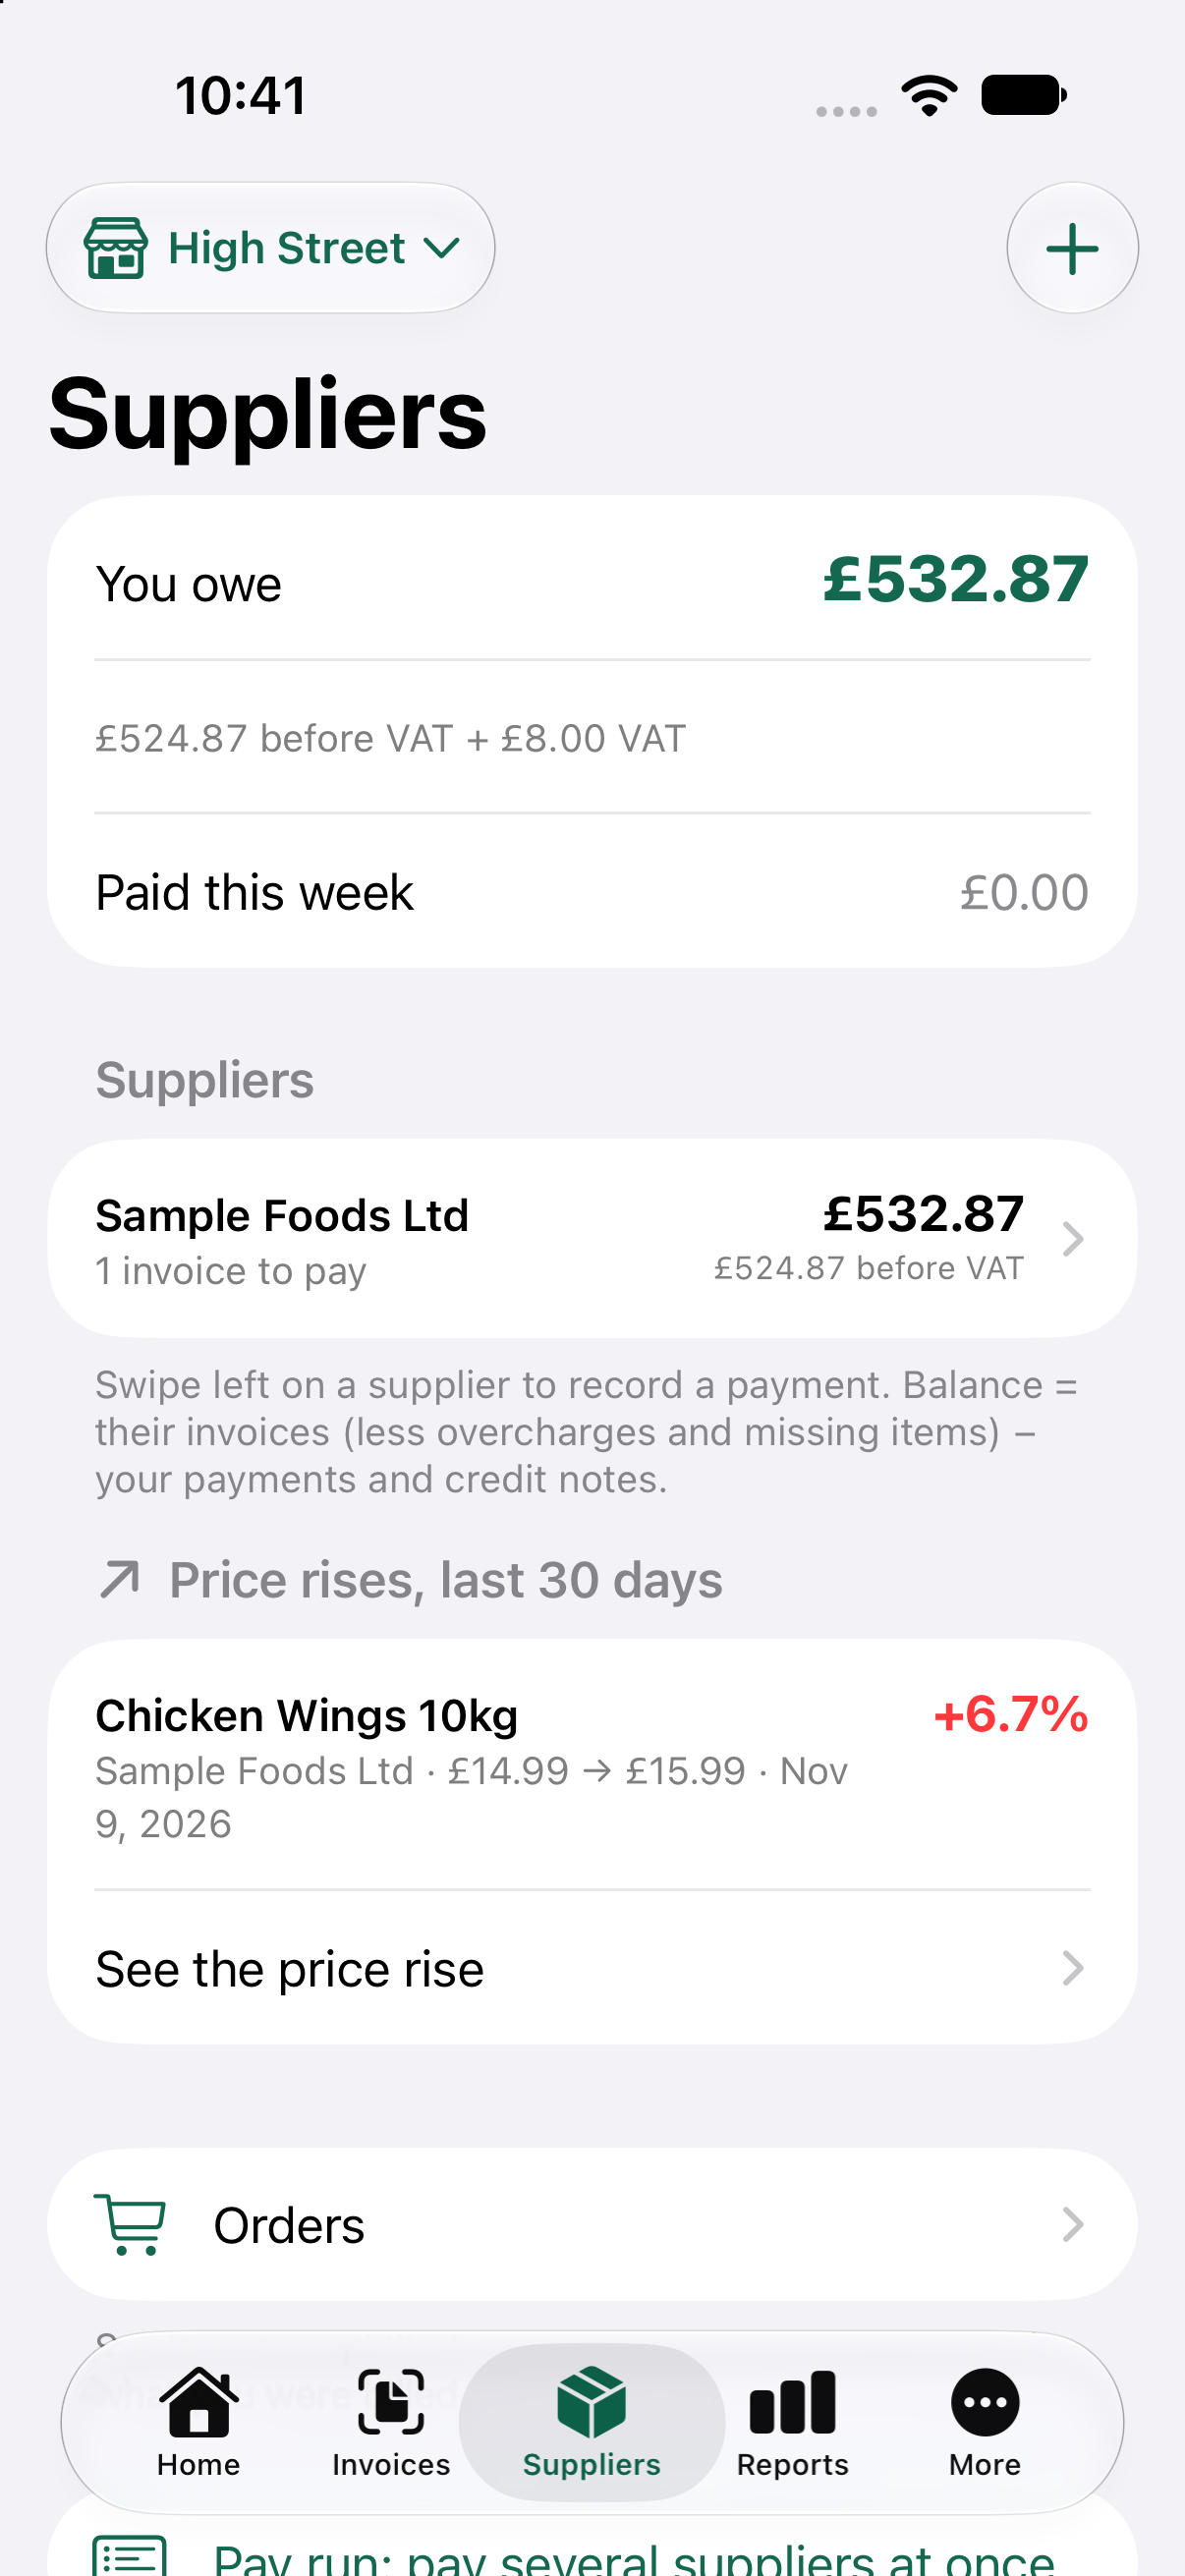 10:41
High Street
Suppliers
You owe
£532.87
£524.87 before VAT + £8.00 VAT
Paid this week
£0.00
Suppliers
Sample Foods Ltd
£532.87
1 invoice to pay
£524.87 before VAT
Swipe left on a supplier to record a payment. Balance =
their invoices (less overcharges and missing items) –
your payments and credit notes.
Price rises, last 30 days
Chicken Wings 10kg
+6.7%
Sample Foods Ltd · £14.99 → £15.99 · Nov
9, 2026
See the price rise
Orders
Home
Invoices
Suppliers
Reports
More
Pay run: pay several suppliers at once